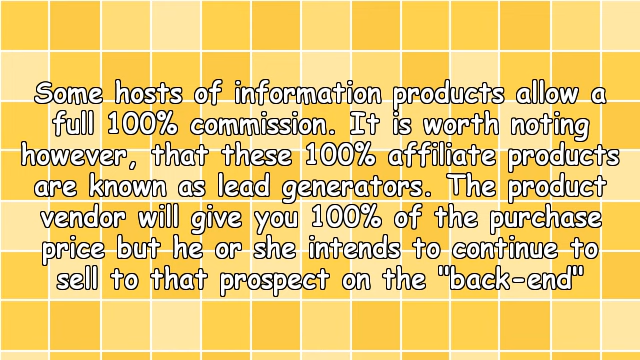 Some hosts of information products allow a
full 100% commission. It is worth noting
however, that these 100% affiliate products
are known as lead generators. The product
vendor will give you 100% of the purchase
price but he or she intends to continue to
sell to that prospect on the "back-end"